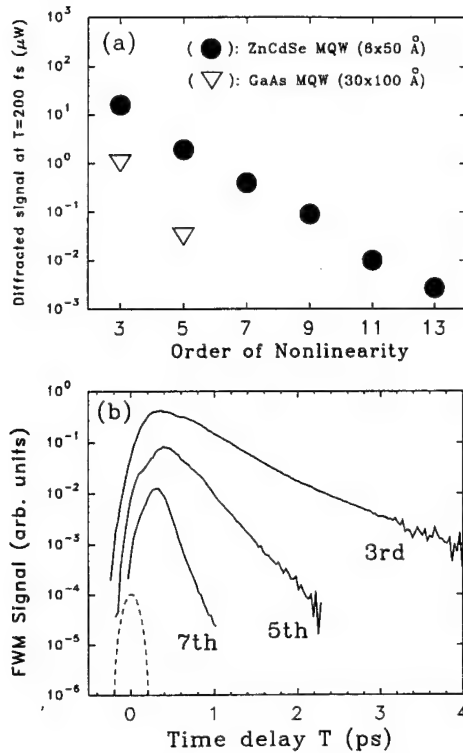 (a)
( ● ): ZnCdSe MQW (6x50 Å)
( ▽ ): GaAs MQW (30x100 Å)
Diffracted signal at T=200 fs (μW)
10³
10²
10¹
10⁰
10⁻¹
10⁻²
10⁻³
3 5 7 9 11 13
Order of Nonlinearity
(b)
FWM Signal (arb. units)
10⁰
10⁻¹
10⁻²
10⁻³
10⁻⁴
10⁻⁵
10⁻⁶
3rd
5th
7th
0 1 2 3 4
Time delay T (ps)